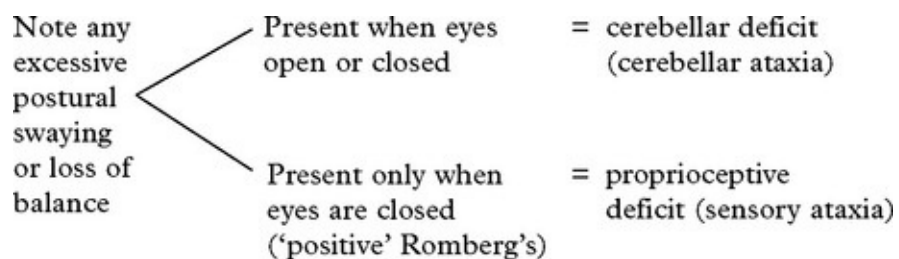 Note any
excessive
postural
swaying
or loss of
balance
Present when eyes
open or closed
= cerebellar deficit
(cerebellar ataxia)
Present only when
eyes are closed
(‘positive’ Romberg’s)
= proprioceptive
deficit (sensory ataxia)